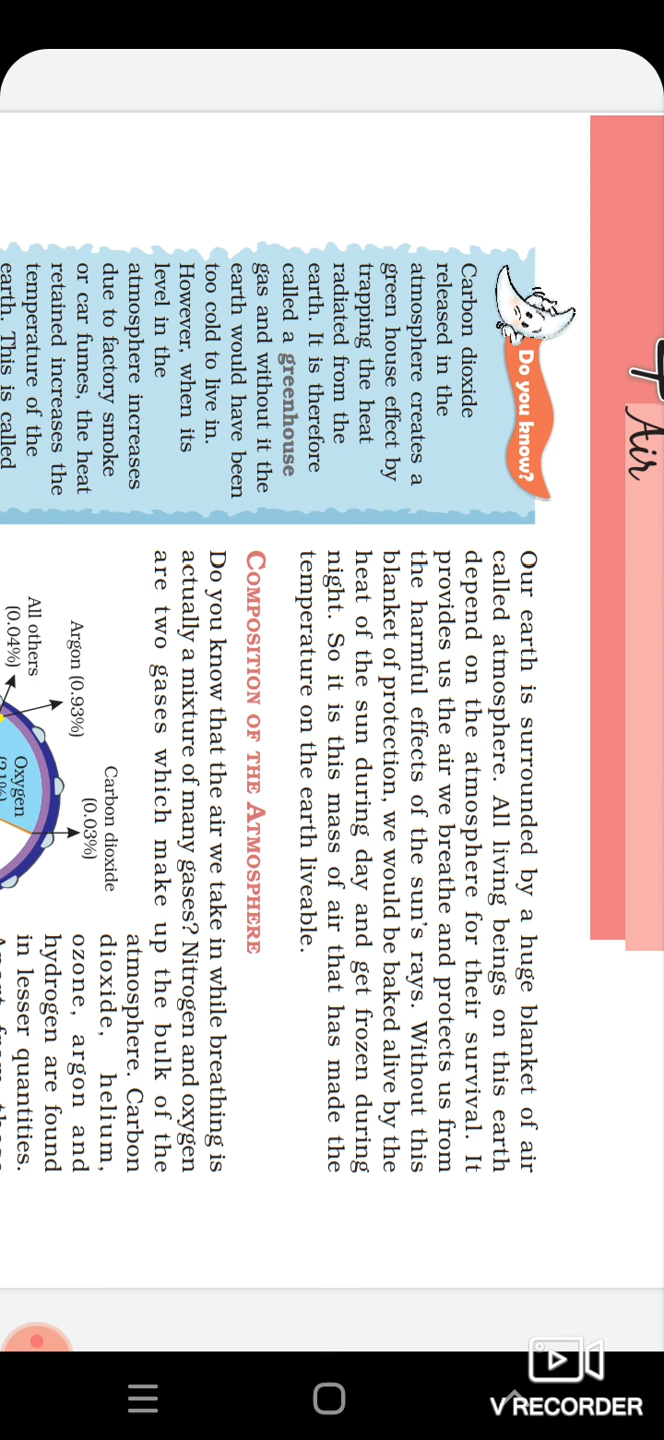 Air
Do you know?
Carbon dioxide
released in the
atmosphere creates a
green house effect by
trapping the heat
radiated from the
earth. It is therefore
called a greenhouse
gas and without it the
earth would have been
too cold to live in.
However, when its
level in the
atmosphere increases
due to factory smoke
or car fumes, the heat
retained increases the
temperature of the
earth. This is called
Our earth is surrounded by a huge blanket of air
called atmosphere. All living beings on this earth
depend on the atmosphere for their survival. It
provides us the air we breathe and protects us from
the harmful effects of the sun's rays. Without this
blanket of protection, we would be baked alive by the
heat of the sun during day and get frozen during
night. So it is this mass of air that has made the
temperature on the earth liveable.
COMPOSITION OF THE ATMOSPHERE
Do you know that the air we take in while breathing is
actually a mixture of many gases? Nitrogen and oxygen
are two gases which make up the bulk of the
atmosphere. Carbon
dioxide, helium,
ozone, argon and
hydrogen are found
in lesser quantities.
Carbon dioxide
(0.03%)
Argon (0.93%)
All others
(0.04%)
Oxygen
V RECORDER